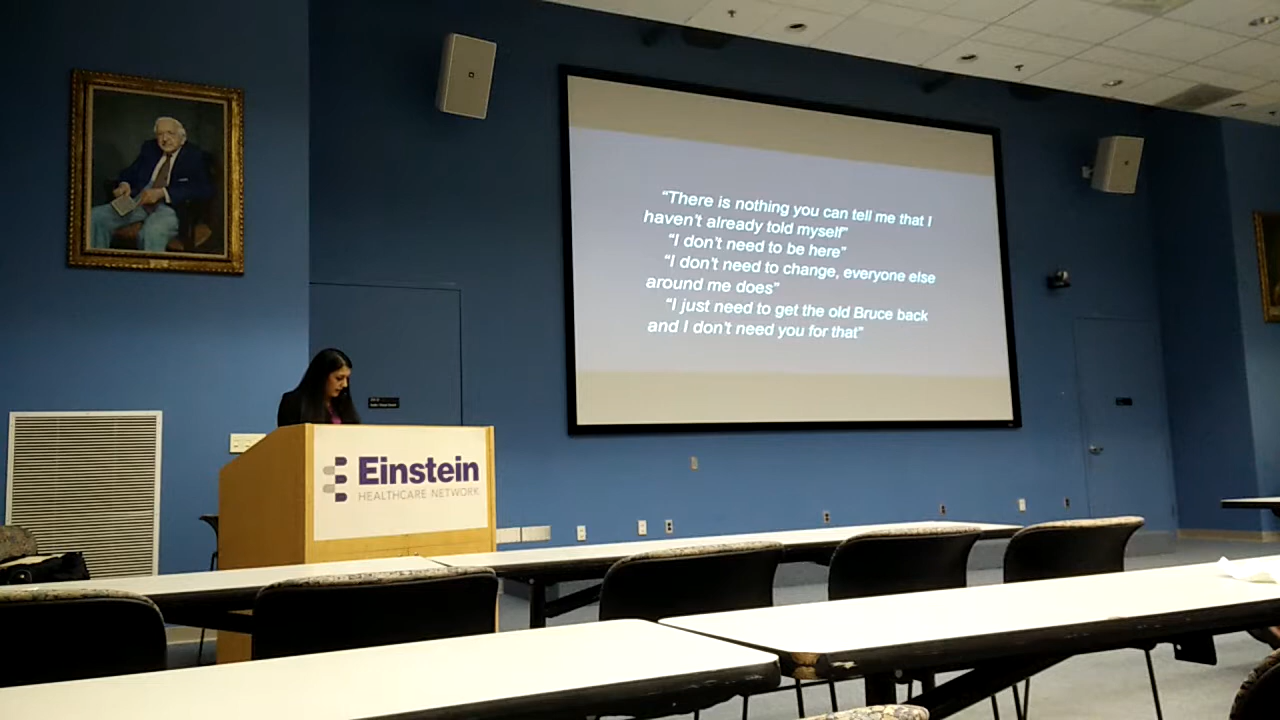 “There is nothing you can tell me that I
haven’t already told myself”
“I don’t need to be here”
“I don’t need to change, everyone else
around me does”
“I just need to get the old Bruce back
and I don’t need you for that”
Einstein
HEALTHCARE NETWORK